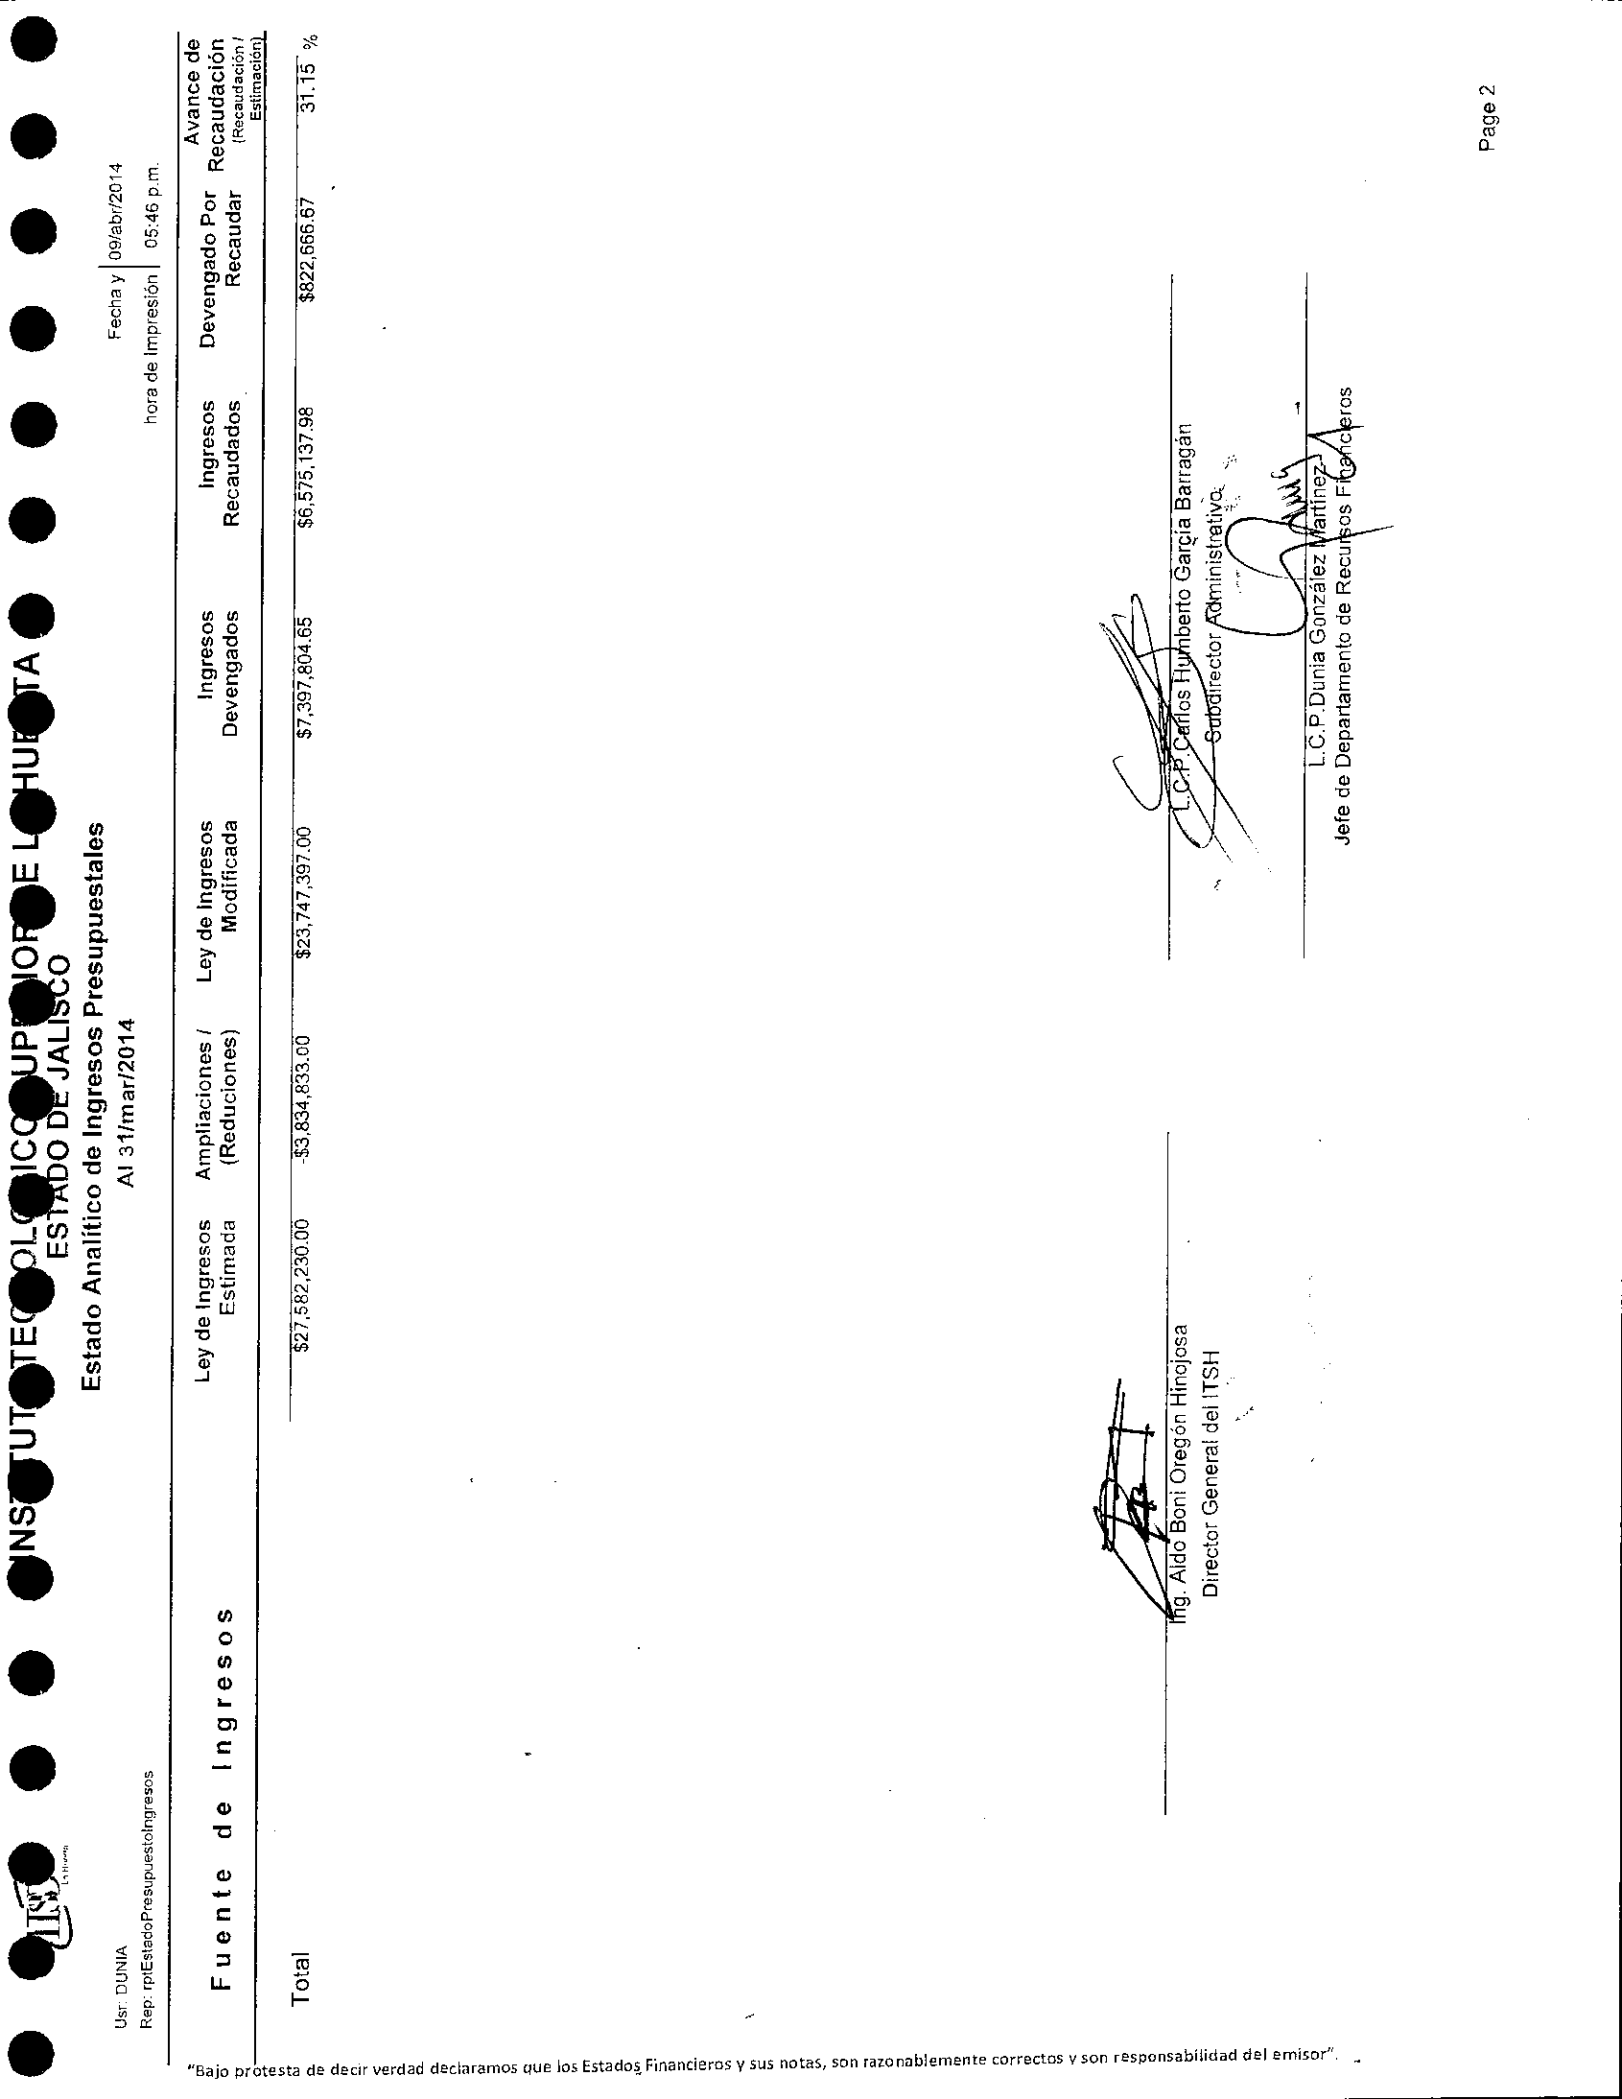 INSTITUTO TECNOLOGICO SUPERIOR DE LA HUERTA
ESTADO DE JALISCO
Estado Analítico de Ingresos Presupuestales
Al 31/mar/2014
Usr: DUNIA
Rep: rptEstadoPresupuestoIngresos
Fecha y 09/abr/2014
hora de Impresión 05:46 p.m.
Fuente de Ingresos
Ley de Ingresos Estimada
Ampliaciones / (Reduciones)
Ley de Ingresos Modificada
Ingresos Devengados
Ingresos Recaudados
Devengado Por Recaudar
Avance de Recaudación (Recaudación / Estimación)
Total $27,582,230.00 -$3,834,833.00 $23,747,397.00 $7,397,804.65 $6,575,137.98 $822,666.67 31.15 %
Ing. Aldo Boni Oregón Hinojosa
Director General del ITSH
L.C.P.Carlos Humberto García Barragán
Subdirector Administrativo
L.C.P.Dunia González Martínez
Jefe de Departamento de Recursos Financieros
Page 2
"Bajo protesta de decir verdad declaramos que los Estados Financieros y sus notas, son razonablemente correctos y son responsabilidad del emisor".